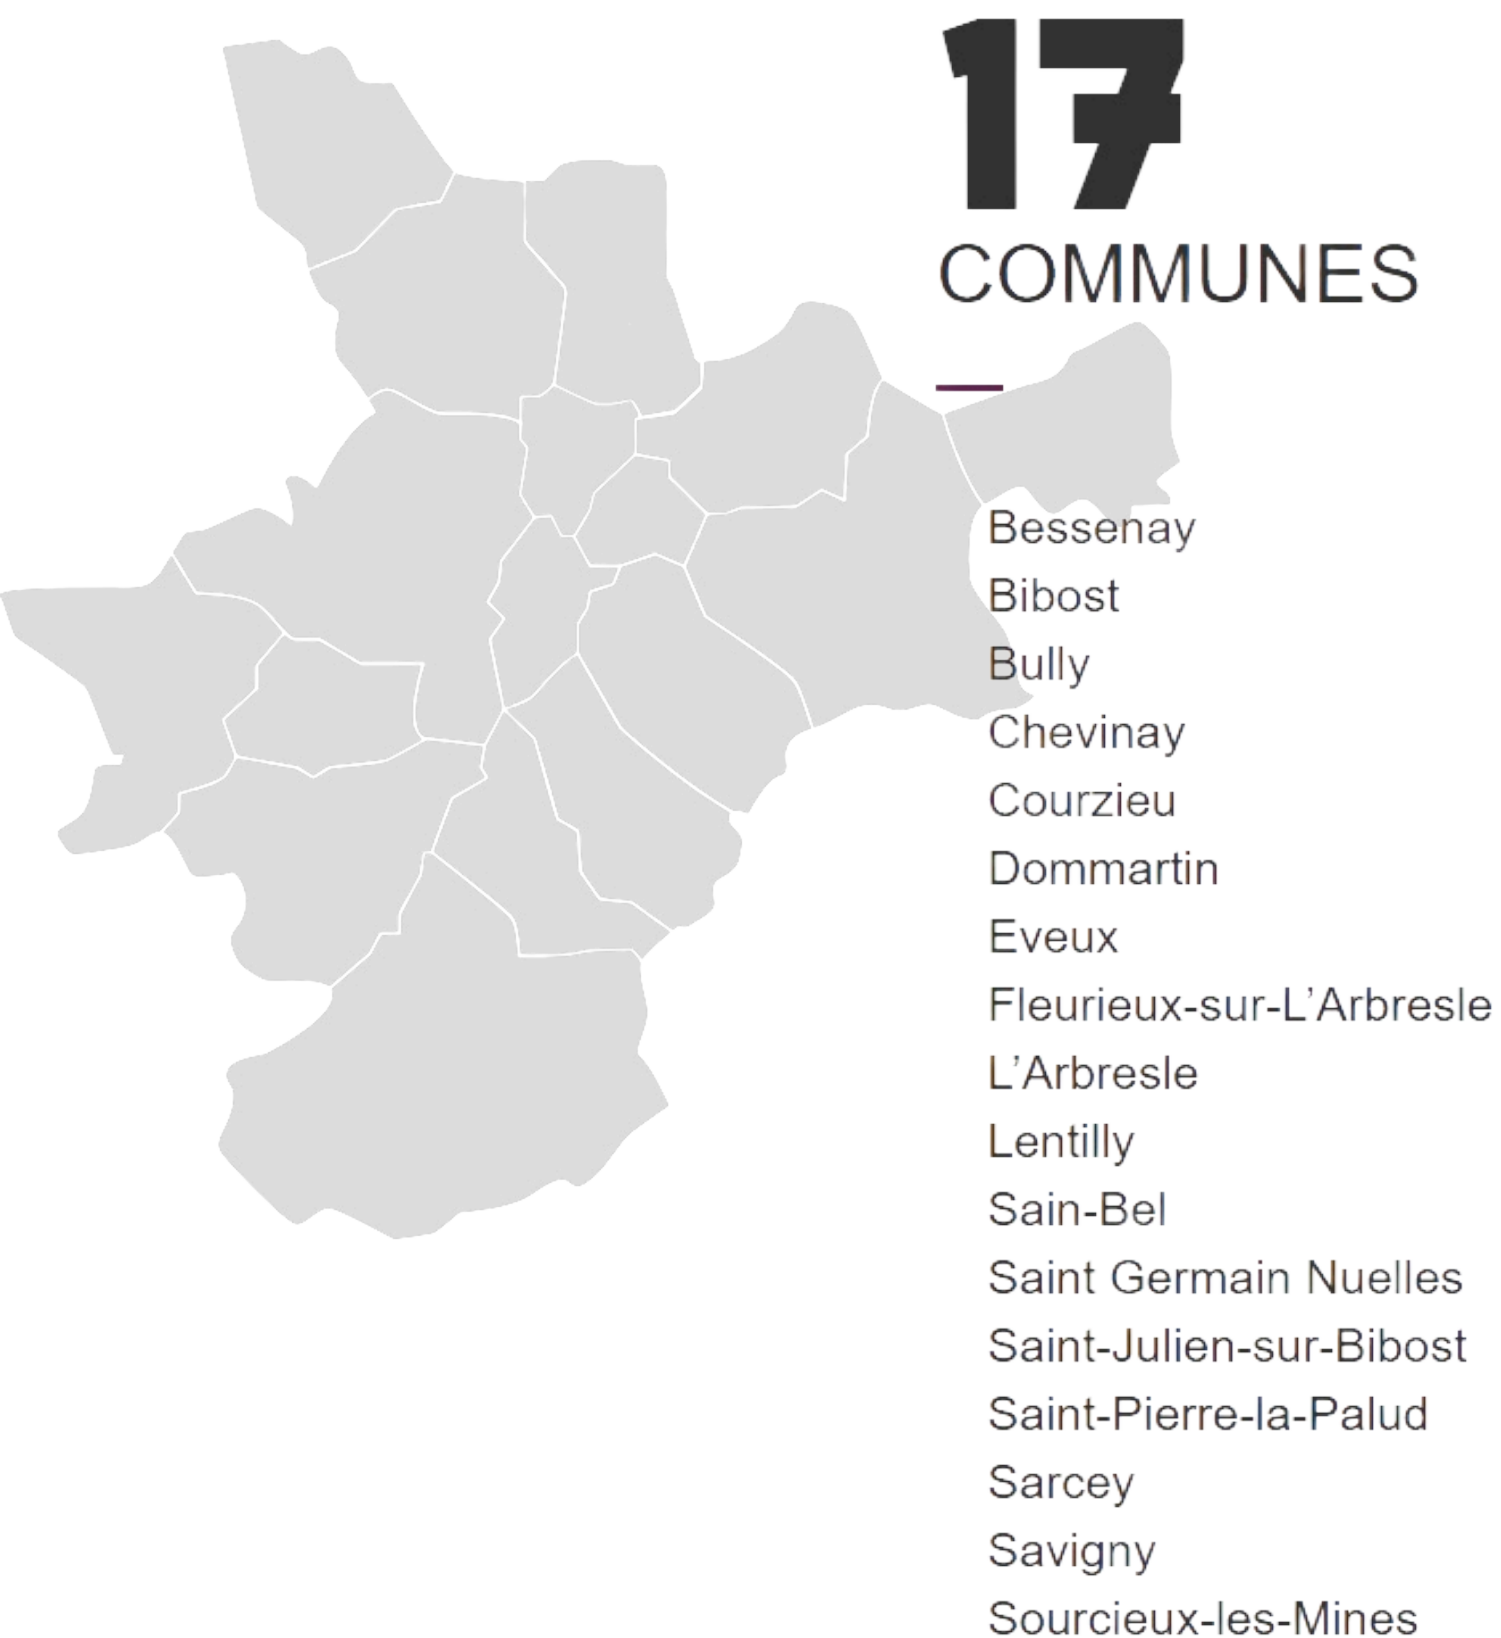 17
COMMUNES
Bessenay
Bibost
Bully
Chevinay
Courzieu
Dommartin
Eveux
Fleurieux-sur-L’Arbresle
L’Arbresle
Lentilly
Sain-Bel
Saint Germain Nuelles
Saint-Julien-sur-Bibost
Saint-Pierre-la-Palud
Sarcey
Savigny
Sourcieux-les-Mines